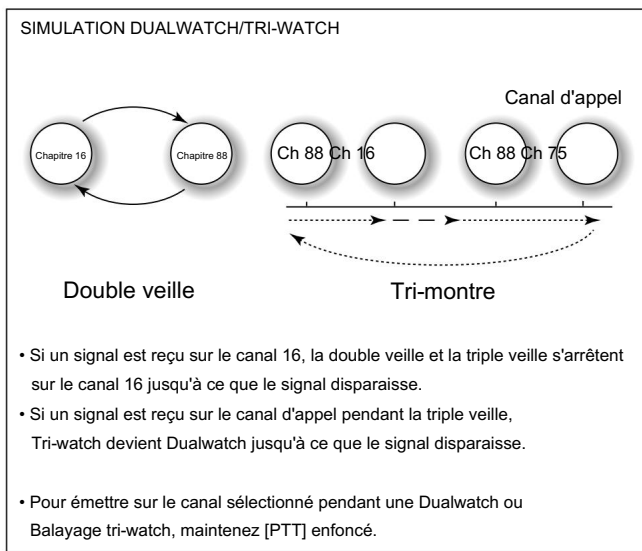 SIMULATION DUALWATCH/TRI-WATCH
Canal d'appel
Chapitre 16
Chapitre 88
Ch 88 Ch 16
Ch 88 Ch 75
Double veille
Tri-montre
• Si un signal est reçu sur le canal 16, la double veille et la triple veille s'arrêtent
sur le canal 16 jusqu'à ce que le signal disparaisse.
• Si un signal est reçu sur le canal d'appel pendant la triple veille,
Tri-watch devient Dualwatch jusqu'à ce que le signal disparaisse.
• Pour émettre sur le canal sélectionné pendant une Dualwatch ou
Balayage tri-watch, maintenez [PTT] enfoncé.